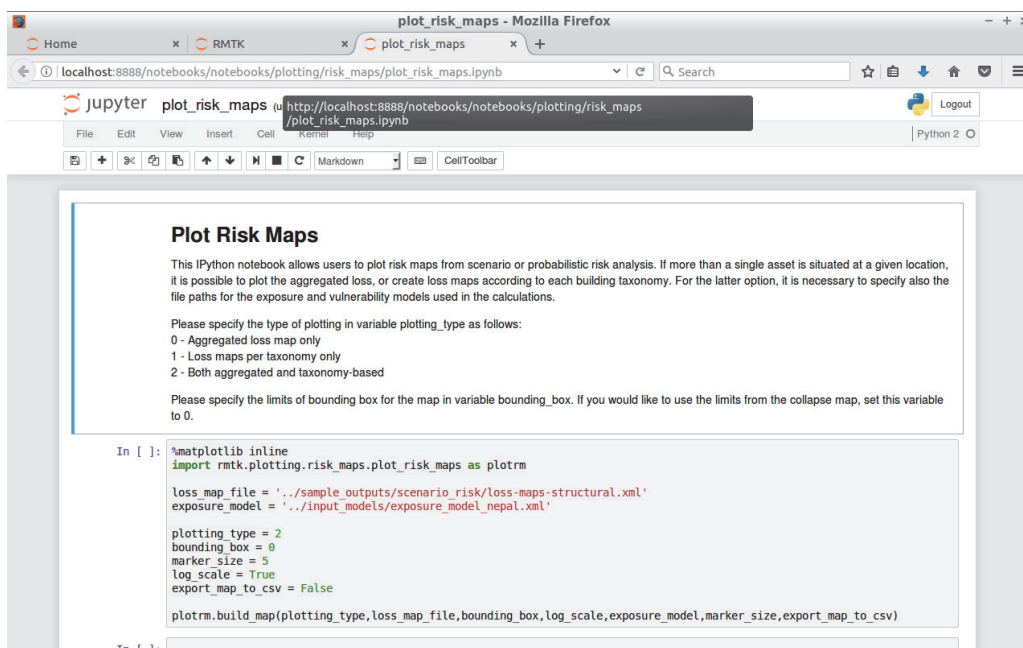 plot_risk_maps - Mozilla Firefox
Home × RMTK × plot_risk_maps × +
localhost:8888/notebooks/notebooks/plotting/risk_maps/plot_risk_maps.ipynb Search
jupyter plot_risk_maps (u Logout
http://localhost:8888/notebooks/notebooks/plotting/risk_maps
/plot_risk_maps.ipynb
File Edit View Insert Cell Kernel Help Python 2
Markdown CellToolbar
Plot Risk Maps
This IPython notebook allows users to plot risk maps from scenario or probabilistic risk analysis. If more than a single asset is situated at a given location,
it is possible to plot the aggregated loss, or create loss maps according to each building taxonomy. For the latter option, it is necessary to specify also the
file paths for the exposure and vulnerability models used in the calculations.
Please specify the type of plotting in variable plotting_type as follows:
0 - Aggregated loss map only
1 - Loss maps per taxonomy only
2 - Both aggregated and taxonomy-based
Please specify the limits of bounding box for the map in variable bounding_box. If you would like to use the limits from the collapse map, set this variable
to 0.
In [ ]: %matplotlib inline
import rmtk.plotting.risk_maps.plot_risk_maps as plotrm
loss_map_file = '../sample_outputs/scenario_risk/loss-maps-structural.xml'
exposure_model = '../input_models/exposure_model_nepal.xml'
plotting_type = 2
bounding_box = 0
marker_size = 5
log_scale = True
export_map_to_csv = False
plotrm.build_map(plotting_type,loss_map_file,bounding_box,log_scale,exposure_model,marker_size,export_map_to_csv)
In [ ]: